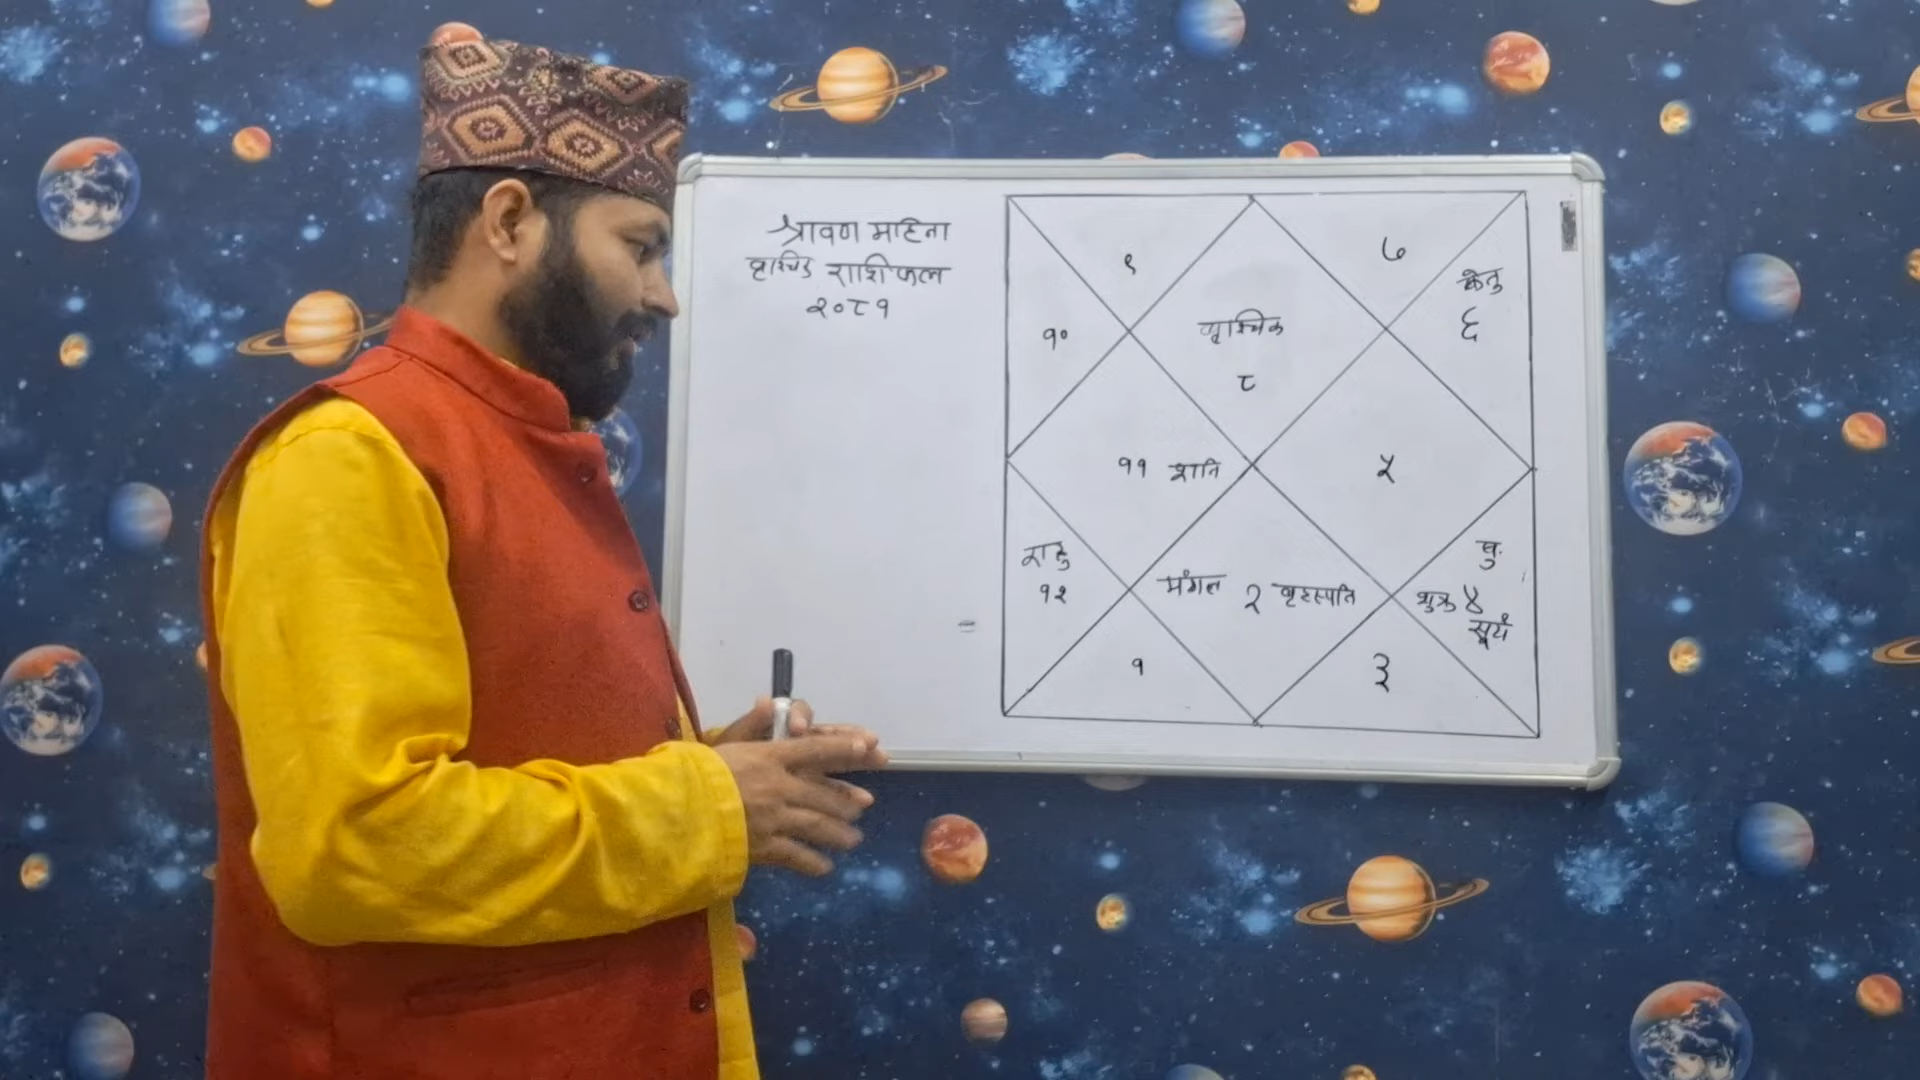 श्रावण महिना
वृश्चिक राशिफल
२०८१
९
७
केतु
६
१०
वृश्चिक
८
११ शनि
५
राहु
१२
मंगल २ वृहस्पति
बु.
शुक्र ४
सूर्य
१
३